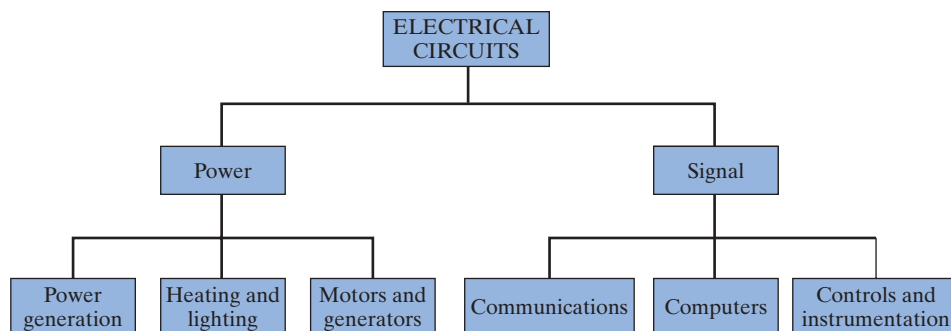 ELECTRICAL
CIRCUITS
Power
Signal
Power
generation
Heating and
lighting
Motors and
generators
Communications
Computers
Controls and
instrumentation